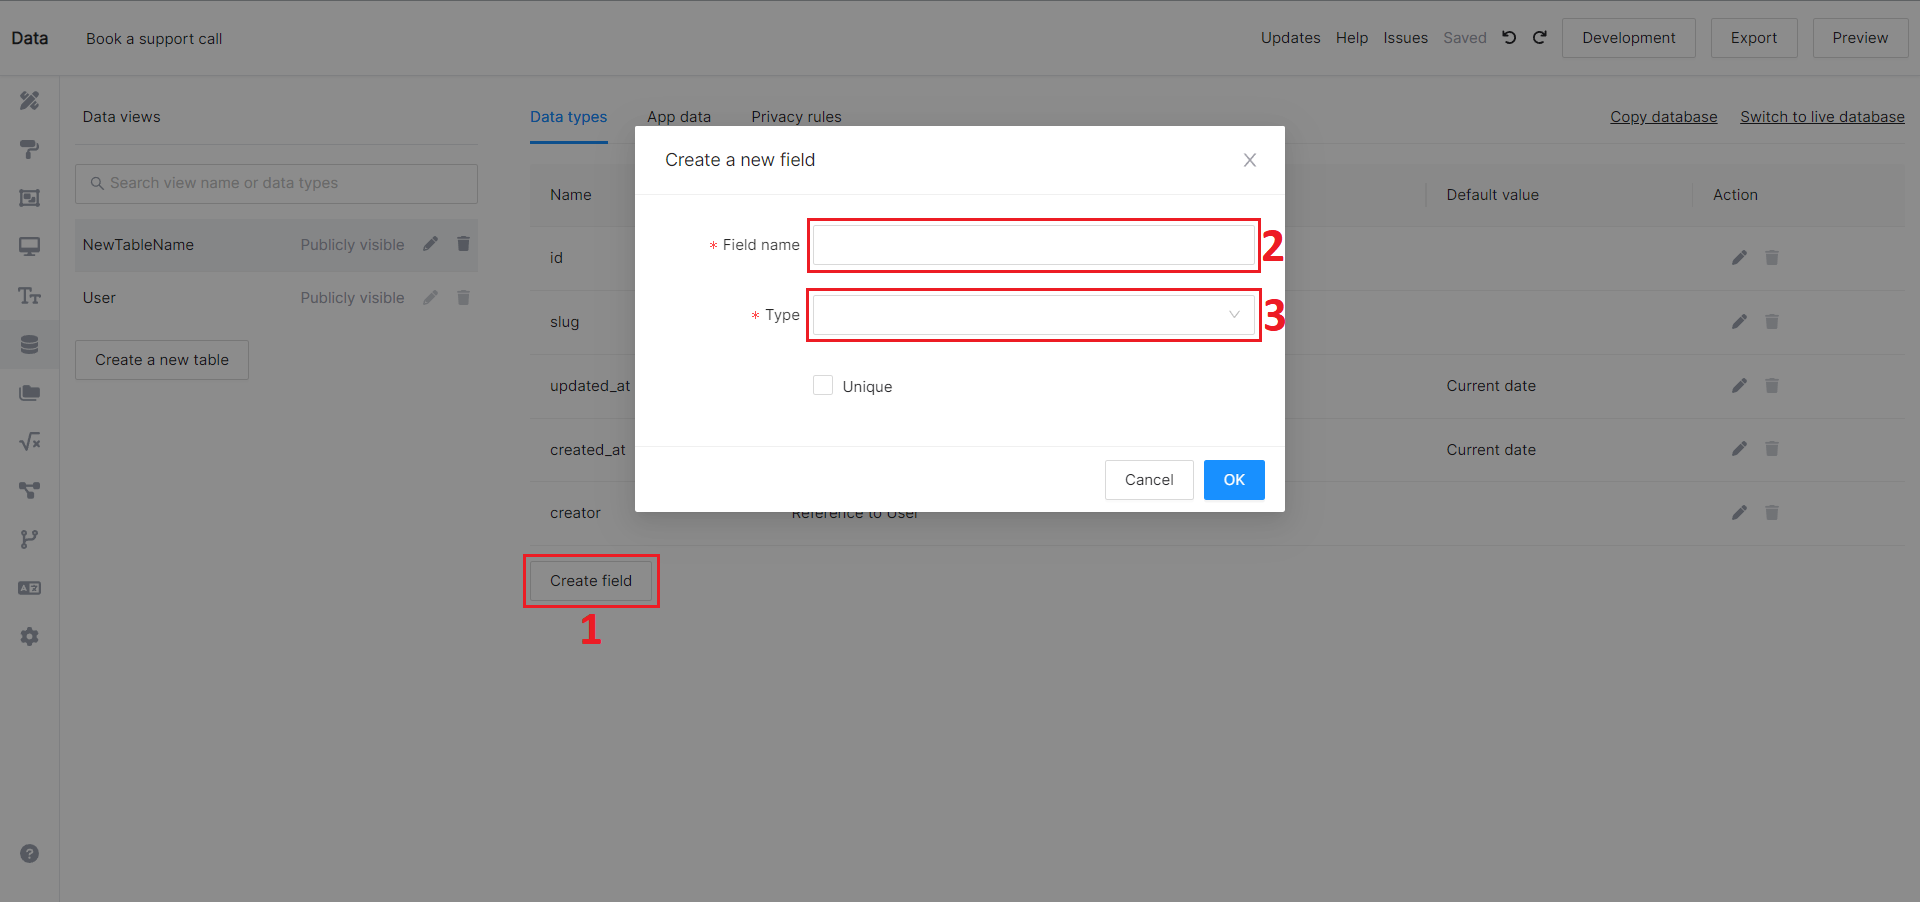 Data
Book a support call
Updates Help Issues Saved Development Export Preview
Data views
Search view name or data types
NewTableName Publicly visible
User Publicly visible
Create a new table
Data types App data Privacy rules
Copy database Switch to live database
Name Default value Action
id
slug
updated_at Current date
created_at Current date
creator Reference to User
Create field
1
Create a new field
* Field name
2
* Type
3
Unique
Cancel OK